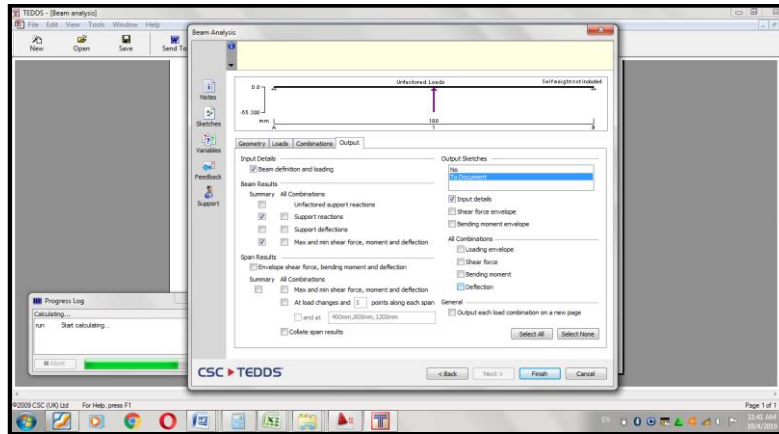 TEDDS - [Beam analysis]
File Edit View Tools Window Help
New Open Save Send To
Beam Analysis
Notes
Sketches
Variables
Feedback
Support
Unfactored Loads
Self weight not included
0.0
mm
100
A 1 B
Geometry Loads Combinations Output
Input Details
Beam definition and loading
Beam Results
Summary All Combinations
Unfactored support reactions
Support reactions
Support deflections
Max and min shear force, moment and deflection
Span Results
Envelope shear force, bending moment and deflection
Summary All Combinations
Max and min shear force, moment and deflection
At load changes and 5 points along each span
and at 400mm,800mm,1200mm
Collate span results
Output Sketches
No
To Document
Input details
Shear force envelope
Bending moment envelope
All Combinations
Loading envelope
Shear force
Bending moment
Deflection
General
Output each load combination on a new page
Select All Select None
CSC TEDDS
< Back Next > Finish Cancel
Progress Log
Calculating...
run Start calculating...
Abort
©2009 CSC (UK) Ltd For Help, press F1
Page 1 of 1
EN
11:41 AM
10/4/2019